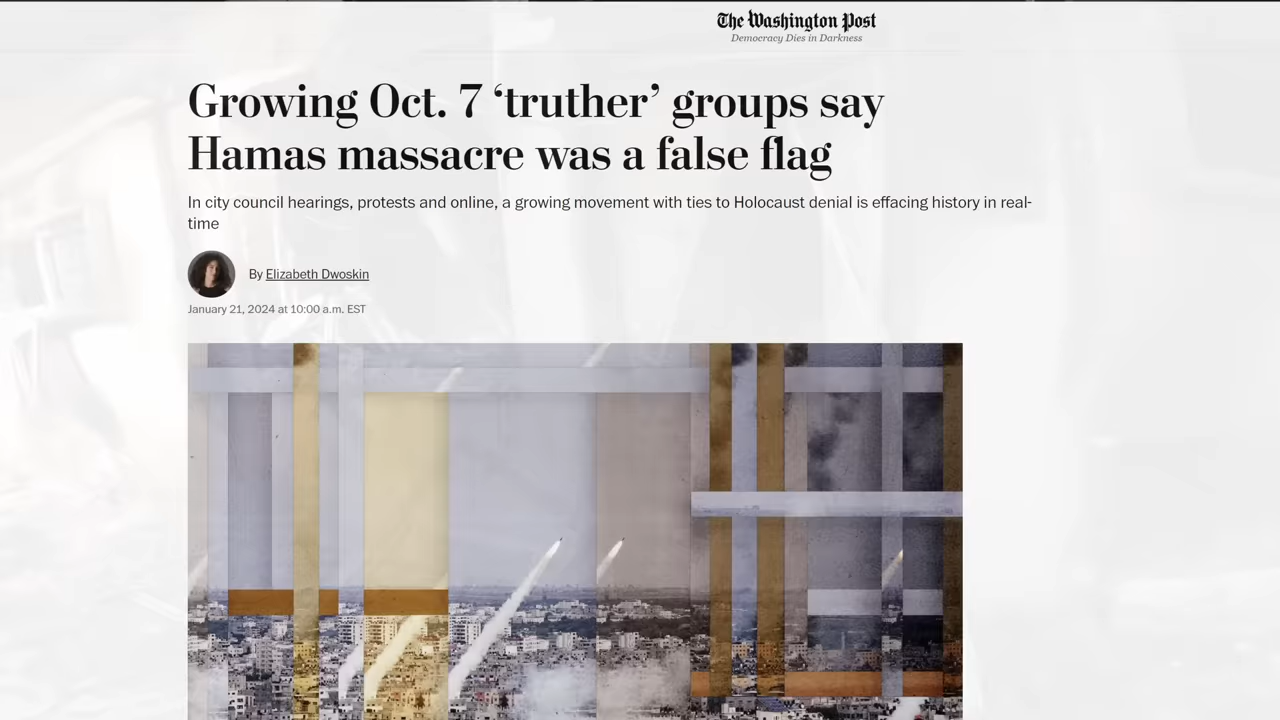 The Washington Post
Democracy Dies in Darkness
Growing Oct. 7 ‘truther’ groups say
Hamas massacre was a false flag
In city council hearings, protests and online, a growing movement with ties to Holocaust denial is effacing history in real-
time
By Elizabeth Dwoskin
January 21, 2024 at 10:00 a.m. EST